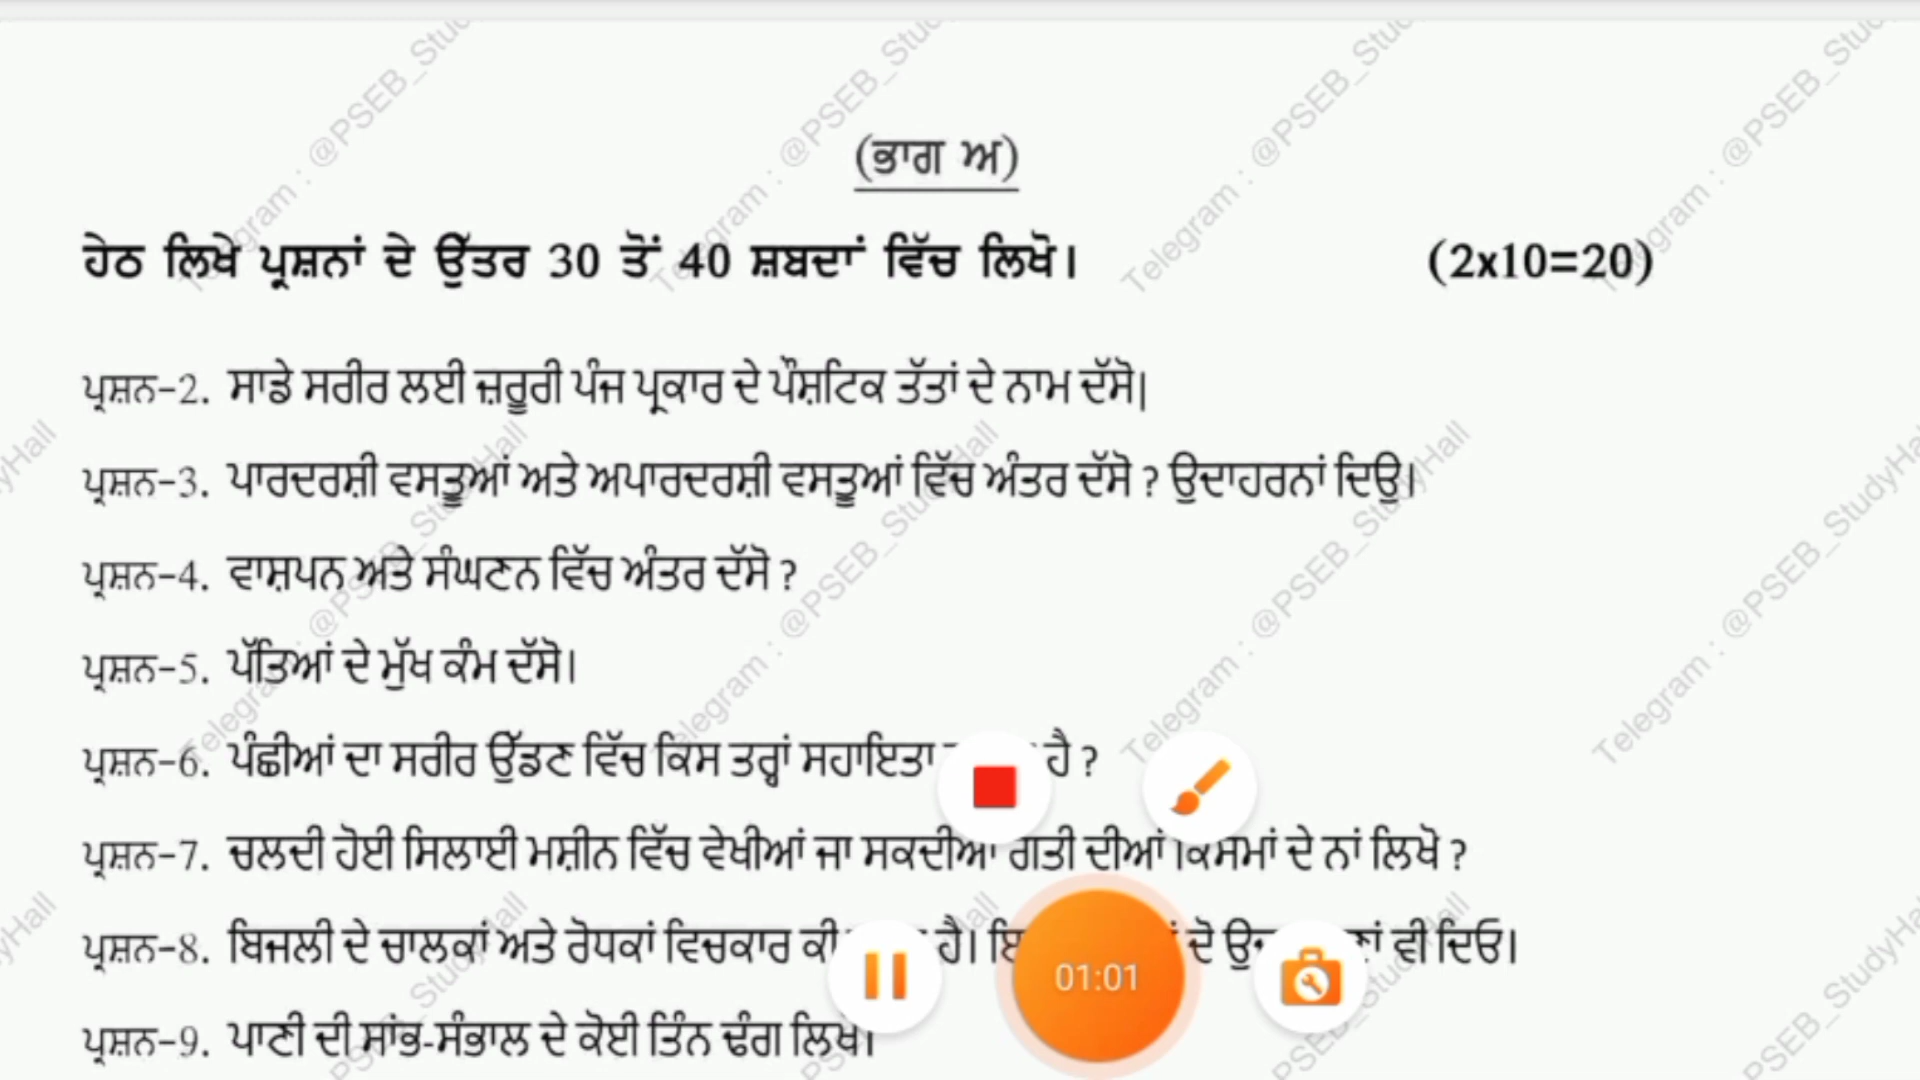 (ਭਾਗ ਅ)
ਹੇਠ ਲਿਖੇ ਪ੍ਰਸ਼ਨਾਂ ਦੇ ਉੱਤਰ 30 ਤੋਂ 40 ਸ਼ਬਦਾਂ ਵਿੱਚ ਲਿਖੋ। (2x10=20)
ਪ੍ਰਸ਼ਨ-2. ਸਾਡੇ ਸਰੀਰ ਲਈ ਜ਼ਰੂਰੀ ਪੰਜ ਪ੍ਰਕਾਰ ਦੇ ਪੌਸ਼ਟਿਕ ਤੱਤਾਂ ਦੇ ਨਾਮ ਦੱਸੋ|
ਪ੍ਰਸ਼ਨ-3. ਪਾਰਦਰਸ਼ੀ ਵਸਤੂਆਂ ਅਤੇ ਅਪਾਰਦਰਸ਼ੀ ਵਸਤੂਆਂ ਵਿੱਚ ਅੰਤਰ ਦੱਸੋ ? ਉਦਾਹਰਨਾਂ ਦਿਉ।
ਪ੍ਰਸ਼ਨ-4. ਵਾਸ਼ਪਨ ਅਤੇ ਸੰਘਣਨ ਵਿੱਚ ਅੰਤਰ ਦੱਸੋ ?
ਪ੍ਰਸ਼ਨ-5. ਪੱਤਿਆਂ ਦੇ ਮੁੱਖ ਕੰਮ ਦੱਸੋ।
ਪ੍ਰਸ਼ਨ-6. ਪੰਛੀਆਂ ਦਾ ਸਰੀਰ ਉੱਡਣ ਵਿੱਚ ਕਿਸ ਤਰ੍ਹਾਂ ਸਹਾਇਤਾ ਹੈ ?
ਪ੍ਰਸ਼ਨ-7. ਚਲਦੀ ਹੋਈ ਸਿਲਾਈ ਮਸ਼ੀਨ ਵਿੱਚ ਵੇਖੀਆਂ ਜਾ ਸਕਦੀਆਂ ਗਤੀ ਦੀਆਂ ਕਿਸਮਾਂ ਦੇ ਨਾਂ ਲਿਖੋ ?
ਪ੍ਰਸ਼ਨ-8. ਬਿਜਲੀ ਦੇ ਚਾਲਕਾਂ ਅਤੇ ਰੋਧਕਾਂ ਵਿਚਕਾਰ ਕੀ ਹੈ। ਦੋ ਵੀ ਦਿਓ।
01:01
ਪ੍ਰਸ਼ਨ-9. ਪਾਣੀ ਦੀ ਸਾਂਭ-ਸੰਭਾਲ ਦੇ ਕੋਈ ਤਿੰਨ ਢੰਗ ਲਿਖੋ।
Telegram : @PSEB_StudyHall